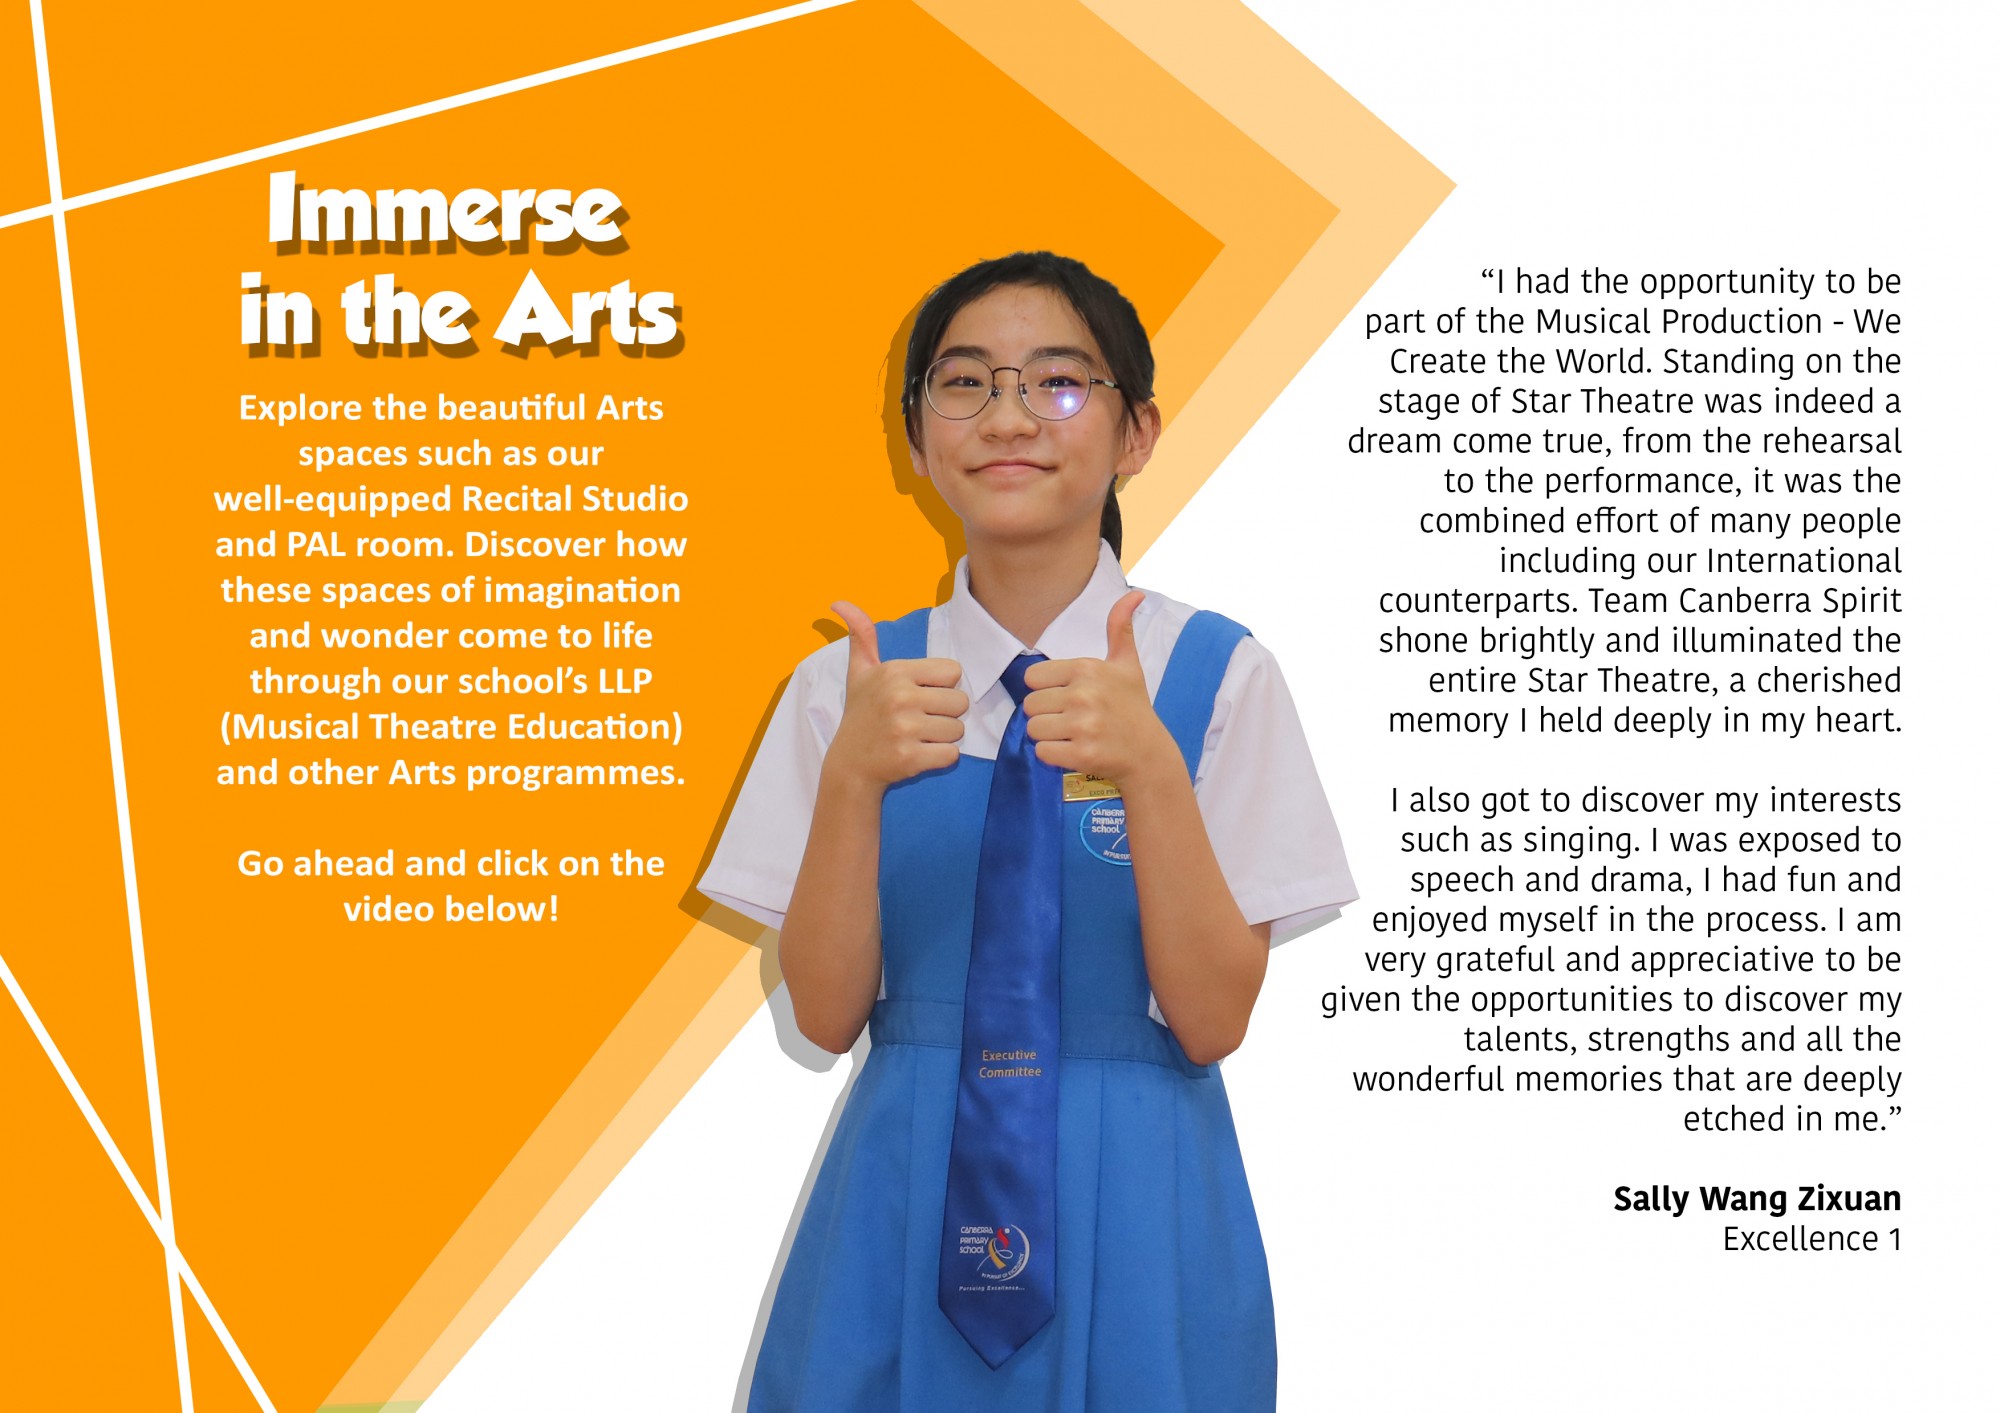 Immerse
in the Arts
Explore the beautiful Arts
spaces such as our
well-equipped Recital Studio
and PAL room. Discover how
these spaces of imagination
and wonder come to life
through our school’s LLP
(Musical Theatre Education)
and other Arts programmes.
Go ahead and click on the
video below!
“I had the opportunity to be
part of the Musical Production - We
Create the World. Standing on the
stage of Star Theatre was indeed a
dream come true, from the rehearsal
to the performance, it was the
combined effort of many people
including our International
counterparts. Team Canberra Spirit
shone brightly and illuminated the
entire Star Theatre, a cherished
memory I held deeply in my heart.
I also got to discover my interests
such as singing. I was exposed to
speech and drama, I had fun and
enjoyed myself in the process. I am
very grateful and appreciative to be
given the opportunities to discover my
talents, strengths and all the
wonderful memories that are deeply
etched in me.”
Sally Wang Zixuan
Excellence 1
PRIMARY
school
Executive
Committee
CANBERRA
PRIMARY
SCHOOL
IN PURSUIT OF EXCELLENCE
Pursuing Excellence...